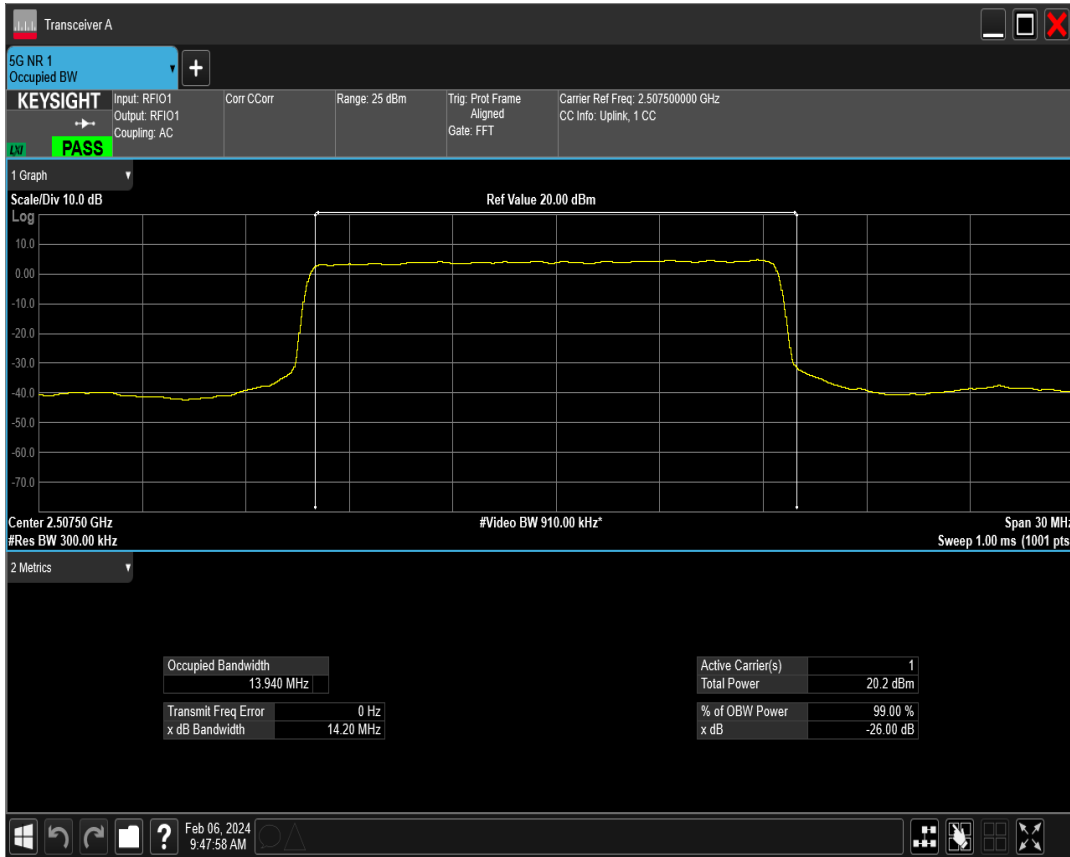 Transceiver A
5G NR 1
Occupied BW
+
KEYSIGHT
LXI
PASS
Input: RFIO1
Output: RFIO1
Coupling: AC
Corr CCorr
Range: 25 dBm
Trig: Prot Frame
Aligned
Gate: FFT
Carrier Ref Freq: 2.507500000 GHz
CC Info: Uplink, 1 CC
1 Graph
Scale/Div 10.0 dB
Ref Value 20.00 dBm
Log
10.0
0.00
-10.0
-20.0
-30.0
-40.0
-50.0
-60.0
-70.0
Center 2.50750 GHz
#Video BW 910.00 kHz*
Span 30 MHz
#Res BW 300.00 kHz
Sweep 1.00 ms (1001 pts
2 Metrics
Occupied Bandwidth
13.940 MHz
Transmit Freq Error 0 Hz
x dB Bandwidth 14.20 MHz
Active Carrier(s) 1
Total Power 20.2 dBm
% of OBW Power 99.00 %
x dB -26.00 dB
?
Feb 06, 2024
9:47:58 AM